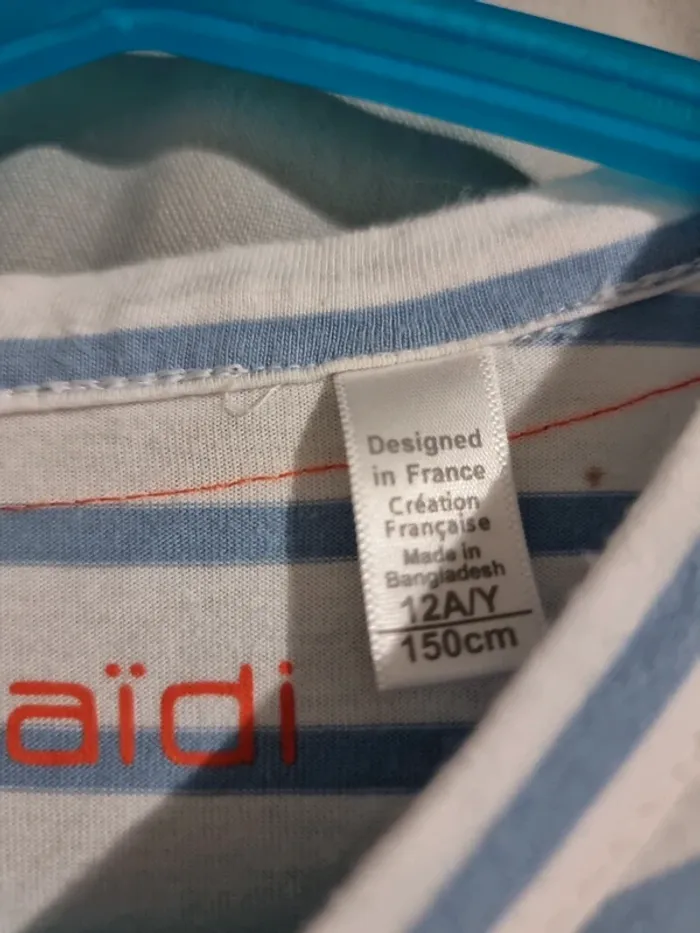 Designed
in France
Création
Française
Made in
Bangladesh
12A/Y
150cm
aïdi